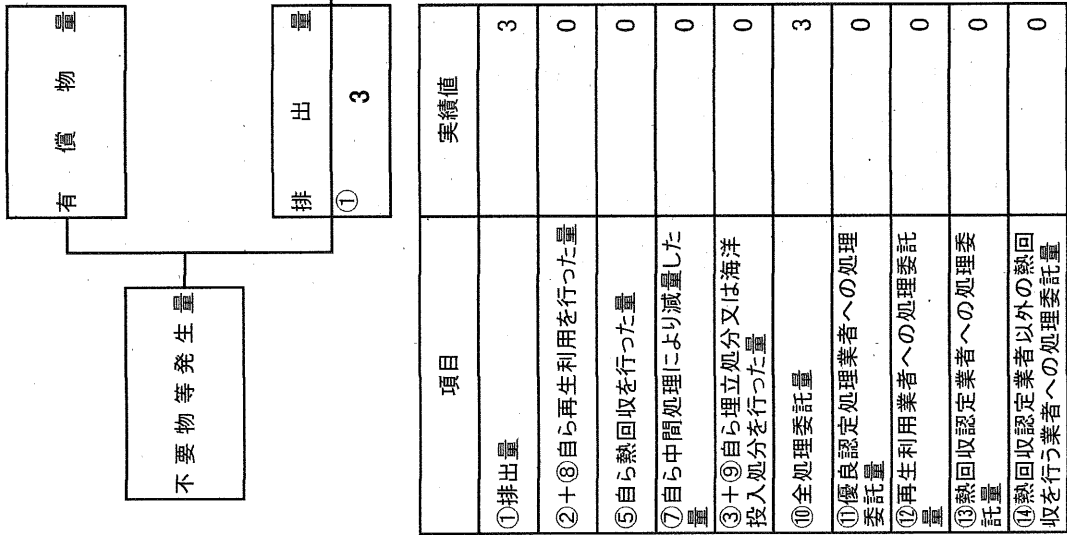 不要物等発生量
有償物量
排出量
①
3
項目 実績値
①排出量 3
②+⑧自ら再生利用を行った量 0
⑤自ら熱回収を行った量 0
⑦自ら中間処理により減量した
量 0
③+⑨自ら埋立処分又は海洋
投入処分を行った量 0
⑩全処理委託量 3
⑪優良認定処理業者への処理
委託量 0
⑫再生利用業者への処理委託
量 0
⑬熱回収認定業者への処理委
託量 0
⑭熱回収認定業者以外の熱回
収を行う業者への処理委託量 0